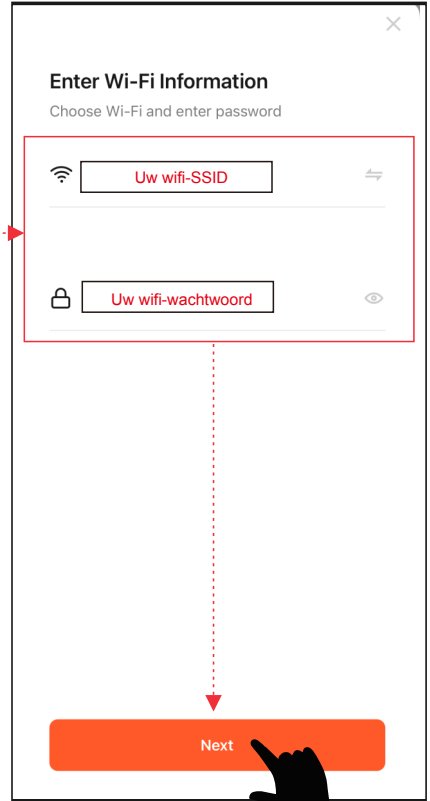 Enter Wi-Fi Information
Choose Wi-Fi and enter password
Uw wifi-SSID
Uw wifi-wachtwoord
Next